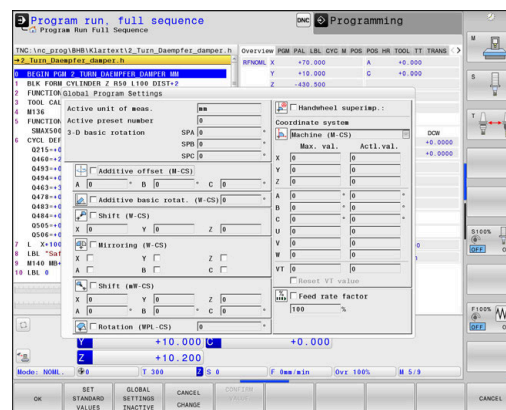 Program run, full sequence
Program Run Full Sequence
DNC
Programming
TNC:\nc_prog\BHB\Klartext\2_Turn_Daempfer_damper.h
→2_Turn_Daempfer_damper.h
Overview PGM PAL LBL CYC M POS POS HR TOOL TT TRANS
RFNOML X +70.000 A +0.000
Y +10.000 C +0.000
Z -430.500
0 BEGIN PGM 2_TURN_DAEMPFER_DAMPER MM
1 BLK FORM CYLINDER Z R50 L100 DIST+2
2 FUNCTION
3 TOOL CAL
4 M136
5 FUNCTION
SMAX500
6 CYCL DEF
Q215=+0
Q460=+2
Q493=+0
Q494=+0
Q463=+3
Q478=+0
Q483=+0
Q484=+0
Q505=+0
Q506=+0
7 L X+100
8 LBL "Saf
9 M140 MB+
10 LBL 0
Global Program Settings
Active unit of meas. mm
Active preset number 0
3-D basic rotation SPA 0 °
SPB 0 °
SPC 0 °
Additive offset (M-CS)
A 0 ° B 0 ° C 0 °
Additive basic rotat. (W-CS) 0 °
Shift (W-CS)
X 0 Y 0 Z 0
Mirroring (W-CS)
X Y Z
A B C
Shift (mW-CS)
X 0 Y 0 Z 0
A 0 ° B 0 ° C 0 °
Rotation (WPL-CS) 0 °
Handwheel superimp.:
Coordinate system
Machine (M-CS)
Max. val. Actl.val.
X 0 0
Y 0 0
Z 0 0
A 0 ° 0 °
B 0 ° 0 °
C 0 ° 0 °
U 0 0
V 0 0
W 0 0
VT 0 0
Reset VT value
Feed rate factor
100 %
DCW
+0.0000
+0.0000
Y +10.000 C +0.000
Z +10.200
Mode: NOML. 0 T 300 Z S 0 F 0mm/min Ovr 100% M 5/9
M
S
T
S100%
OFF
F100%
OFF
OK
SET STANDARD VALUES
GLOBAL SETTINGS INACTIVE
CANCEL CHANGE
CANCEL